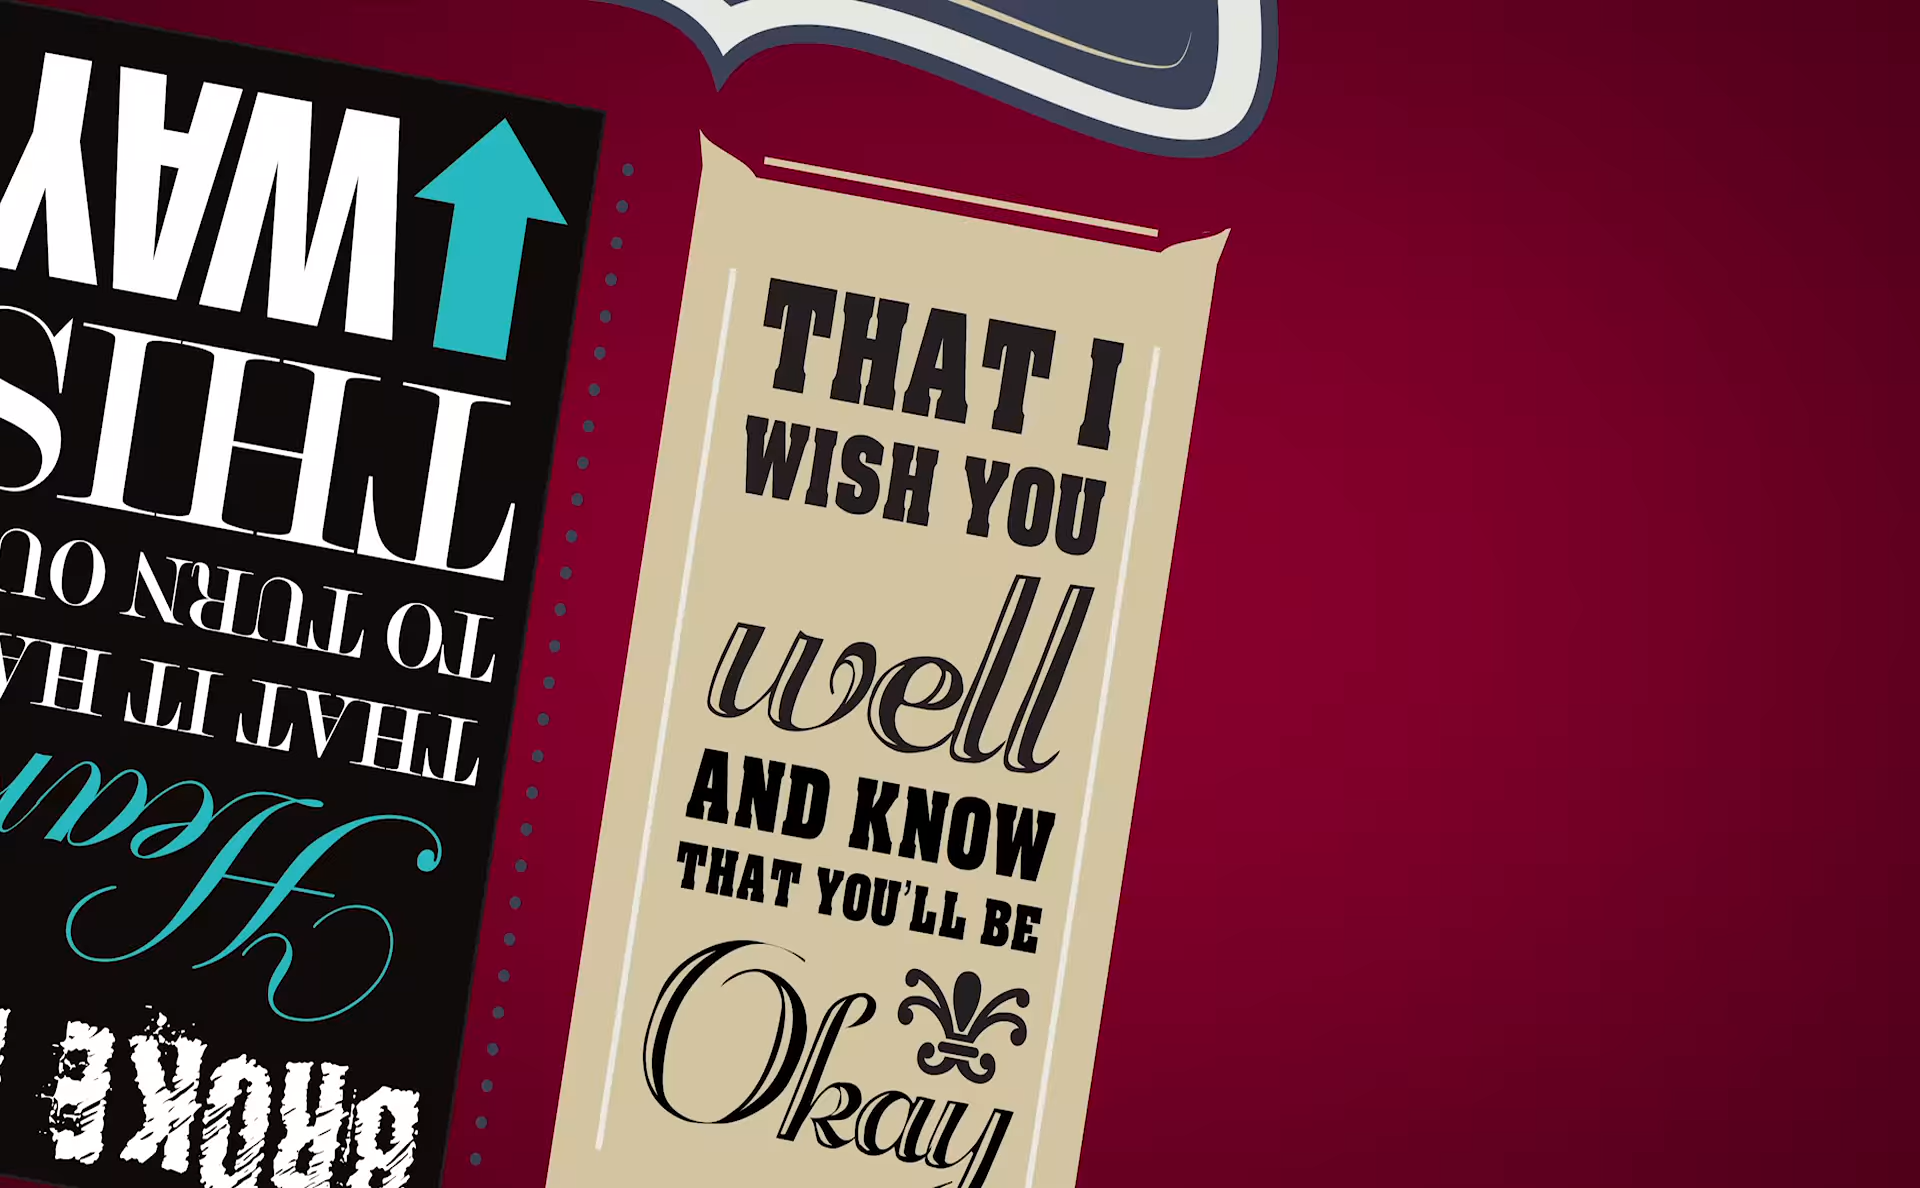 BROKE
Hear
THAT IT HA
TO TURN OU
THIS
WAY
THAT I
WISH YOU
well
AND KNOW
THAT YOU'LL BE
Okay